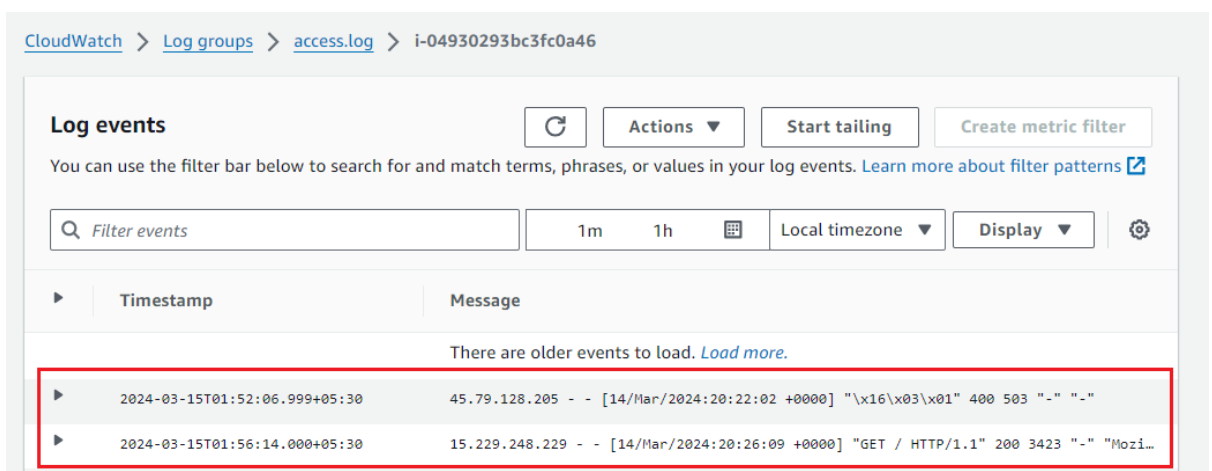 CloudWatch > Log groups > access.log > i-04930293bc3fc0a46
Log events Actions Start tailing Create metric filter
You can use the filter bar below to search for and match terms, phrases, or values in your log events. Learn more about filter patterns
Filter events 1m 1h Local timezone Display
Timestamp Message
There are older events to load. Load more.
2024-03-15T01:52:06.999+05:30 45.79.128.205 - - [14/Mar/2024:20:22:02 +0000] "\x16\x03\x01" 400 503 "-" "-"
2024-03-15T01:56:14.000+05:30 15.229.248.229 - - [14/Mar/2024:20:26:09 +0000] "GET / HTTP/1.1" 200 3423 "-" "Mozi…